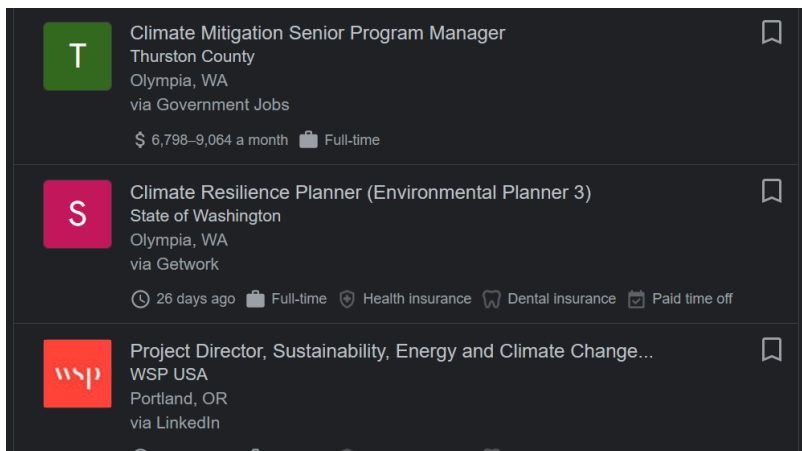 T
Climate Mitigation Senior Program Manager
Thurston County
Olympia, WA
via Government Jobs
$ 6,798–9,064 a month Full-time
S
Climate Resilience Planner (Environmental Planner 3)
State of Washington
Olympia, WA
via Getwork
26 days ago Full-time Health insurance Dental insurance Paid time off
wsp
Project Director, Sustainability, Energy and Climate Change...
WSP USA
Portland, OR
via LinkedIn